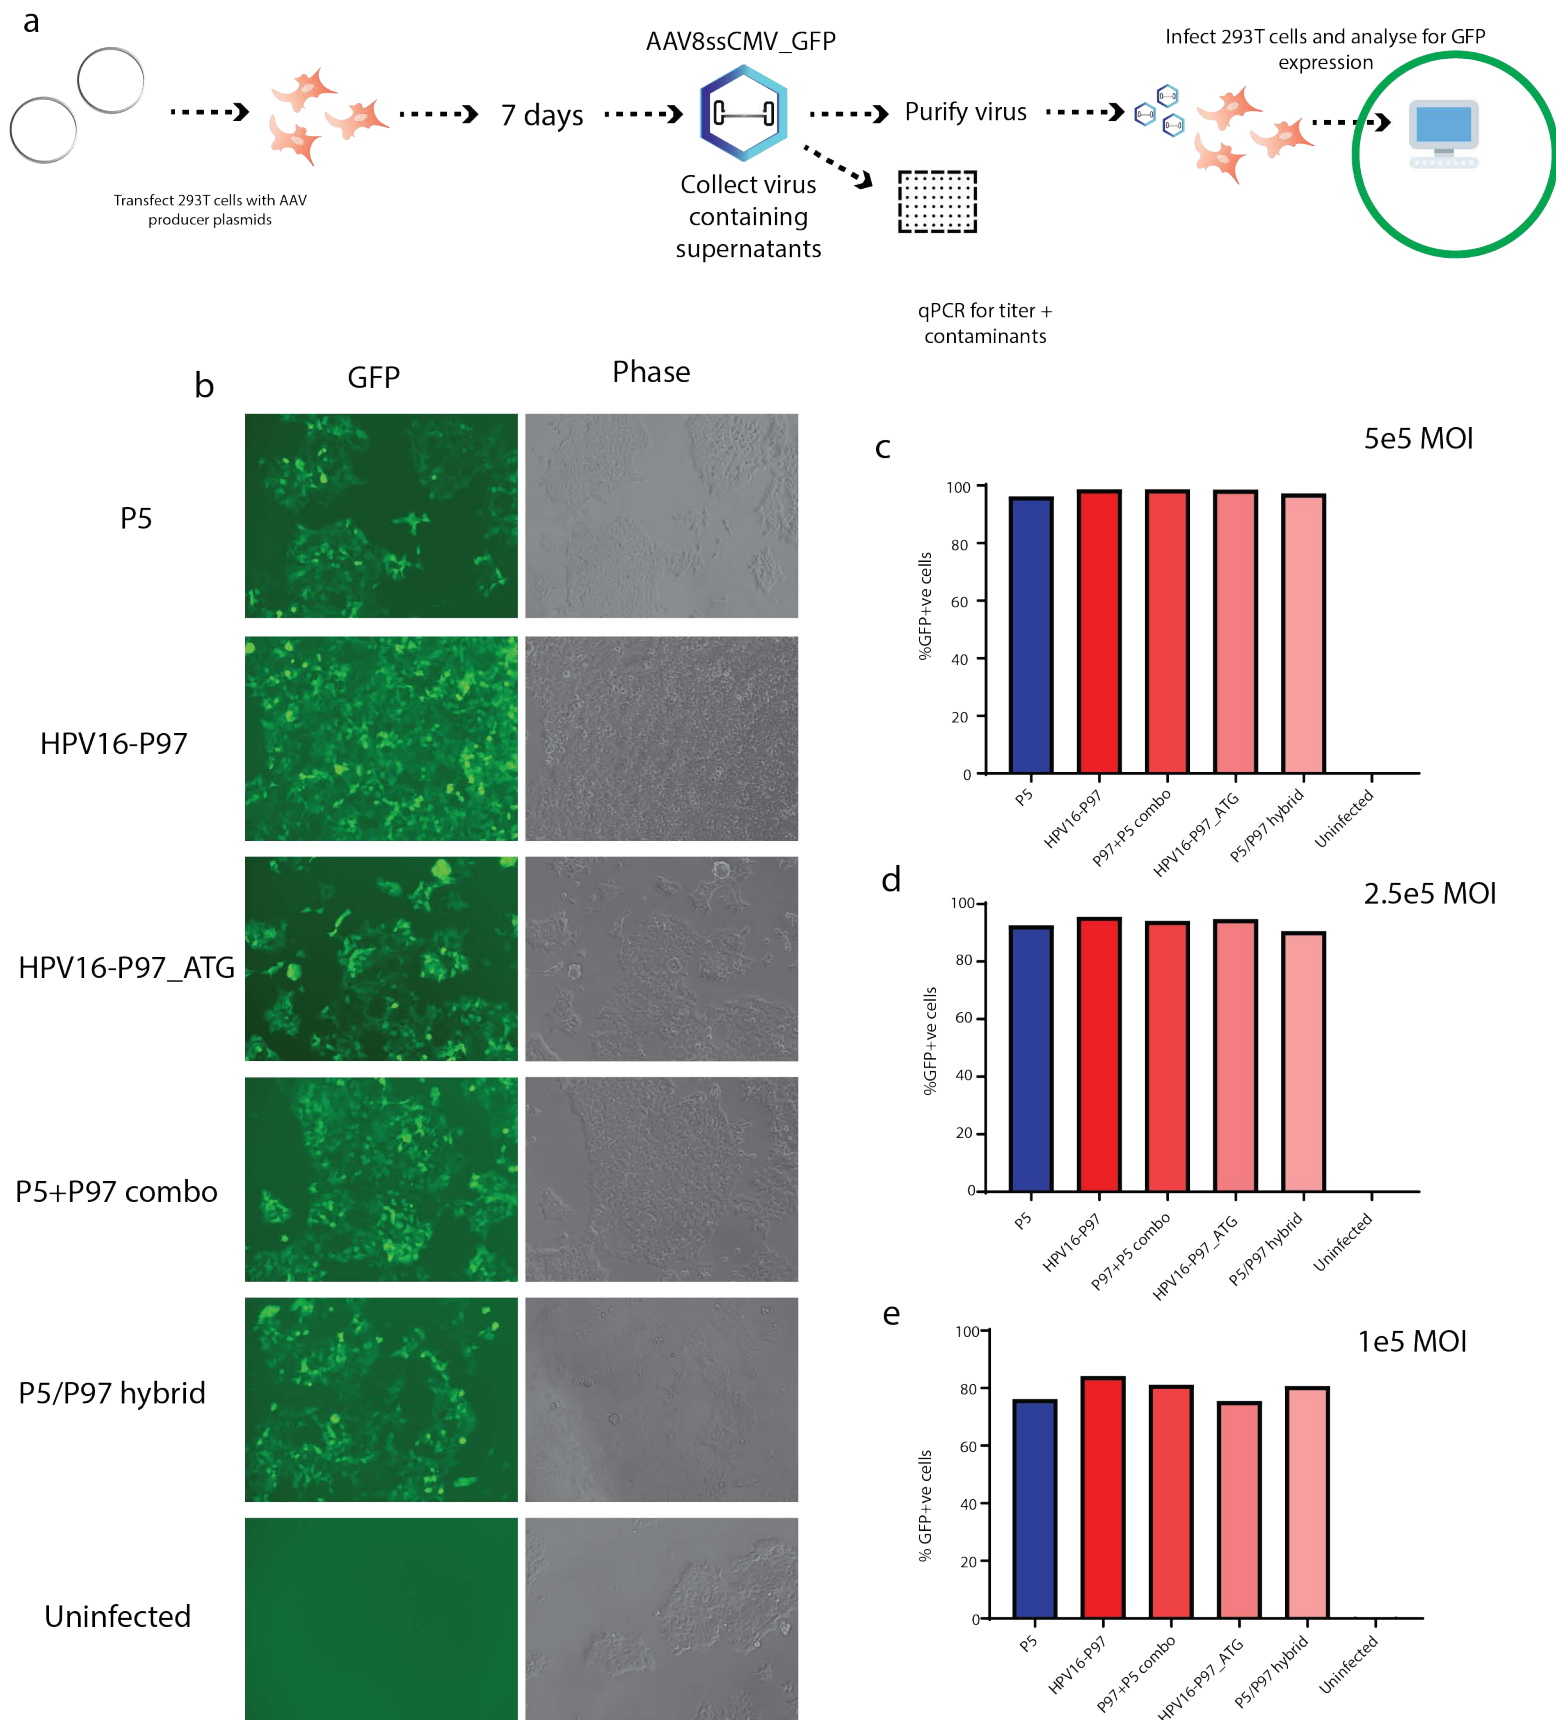 a
AAV8ssCMV_GFP
Infect 293T cells and analyse for GFP
expression
7 days
Purify virus
Transfect 293T cells with AAV
producer plasmids
Collect virus
containing
supernatants
qPCR for titer +
contaminants
b
GFP
Phase
P5
HPV16-P97
HPV16-P97_ATG
P5+P97 combo
P5/P97 hybrid
Uninfected
c
5e5 MOI
%GFP+ve cells
100
80
60
40
20
0
P5
HPV16-P97
P97+P5 combo
HPV16-P97_ATG
P5/P97 hybrid
Uninfected
d
2.5e5 MOI
%GFP+ve cells
100
80
60
40
20
0
P5
HPV16-P97
P97+P5 combo
HPV16-P97_ATG
P5/P97 hybrid
Uninfected
e
1e5 MOI
% GFP+ve cells
100
80
60
40
20
0
P5
HPV16-P97
P97+P5 combo
HPV16-P97_ATG
P5/P97 hybrid
Uninfected